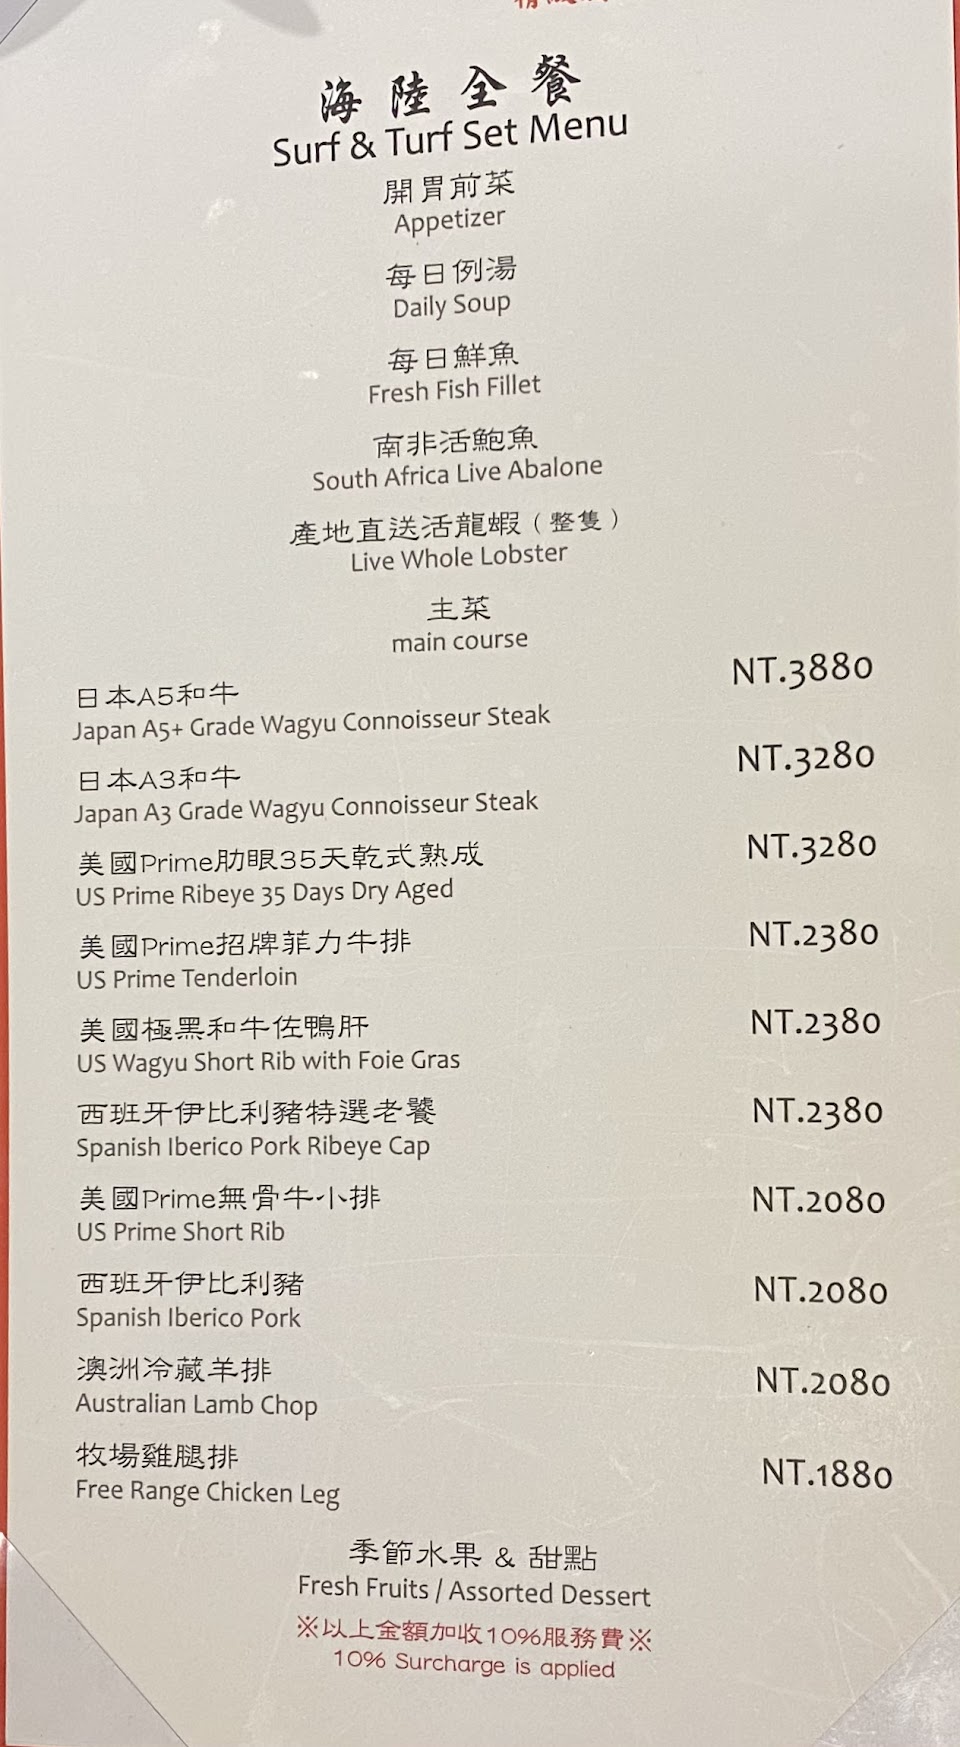 海陸全餐
Surf & Turf Set Menu
開胃前菜
Appetizer
每日例湯
Daily Soup
每日鮮魚
Fresh Fish Fillet
南非活鮑魚
South Africa Live Abalone
產地直送活龍蝦（整隻）
Live Whole Lobster
主菜
main course
日本A5和牛 NT.3880
Japan A5+ Grade Wagyu Connoisseur Steak
日本A3和牛 NT.3280
Japan A3 Grade Wagyu Connoisseur Steak
美國Prime肋眼35天乾式熟成 NT.3280
US Prime Ribeye 35 Days Dry Aged
美國Prime招牌菲力牛排 NT.2380
US Prime Tenderloin
美國極黑和牛佐鴨肝 NT.2380
US Wagyu Short Rib with Foie Gras
西班牙伊比利豬特選老饕 NT.2380
Spanish Iberico Pork Ribeye Cap
美國Prime無骨牛小排 NT.2080
US Prime Short Rib
西班牙伊比利豬 NT.2080
Spanish Iberico Pork
澳洲冷藏羊排 NT.2080
Australian Lamb Chop
牧場雞腿排 NT.1880
Free Range Chicken Leg
季節水果 & 甜點
Fresh Fruits / Assorted Dessert
※以上金額加收10%服務費※
10% Surcharge is applied